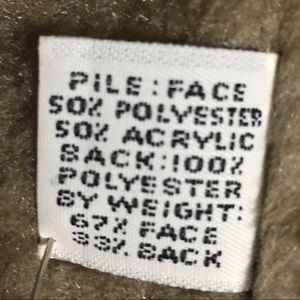 PILE: FACE
50% POLYESTER
50% ACRYLIC
BACK: 100%
POLYESTER
BY WEIGHT:
67% FACE
33% BACK